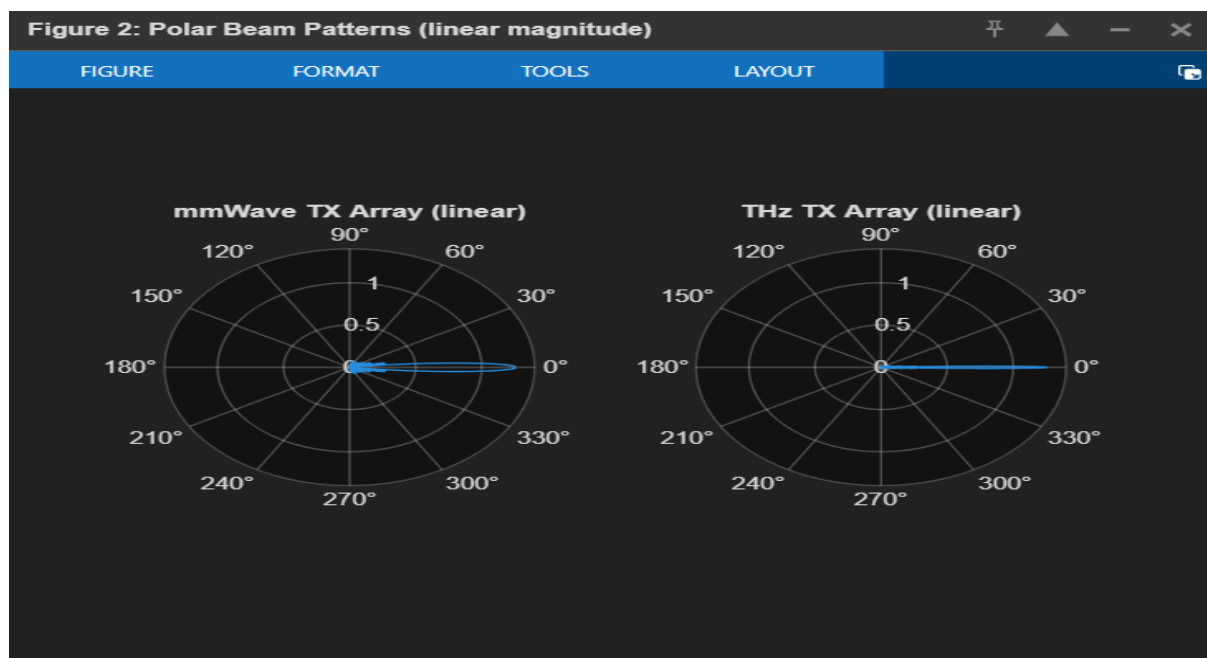 Figure 2: Polar Beam Patterns (linear magnitude)
FIGURE FORMAT TOOLS LAYOUT
mmWave TX Array (linear)
90°
120° 60°
1
150° 30°
0.5
180° 0 0°
210° 330°
240° 300°
270°
THz TX Array (linear)
90°
120° 60°
1
150° 30°
0.5
180° 0 0°
210° 330°
240° 300°
270°